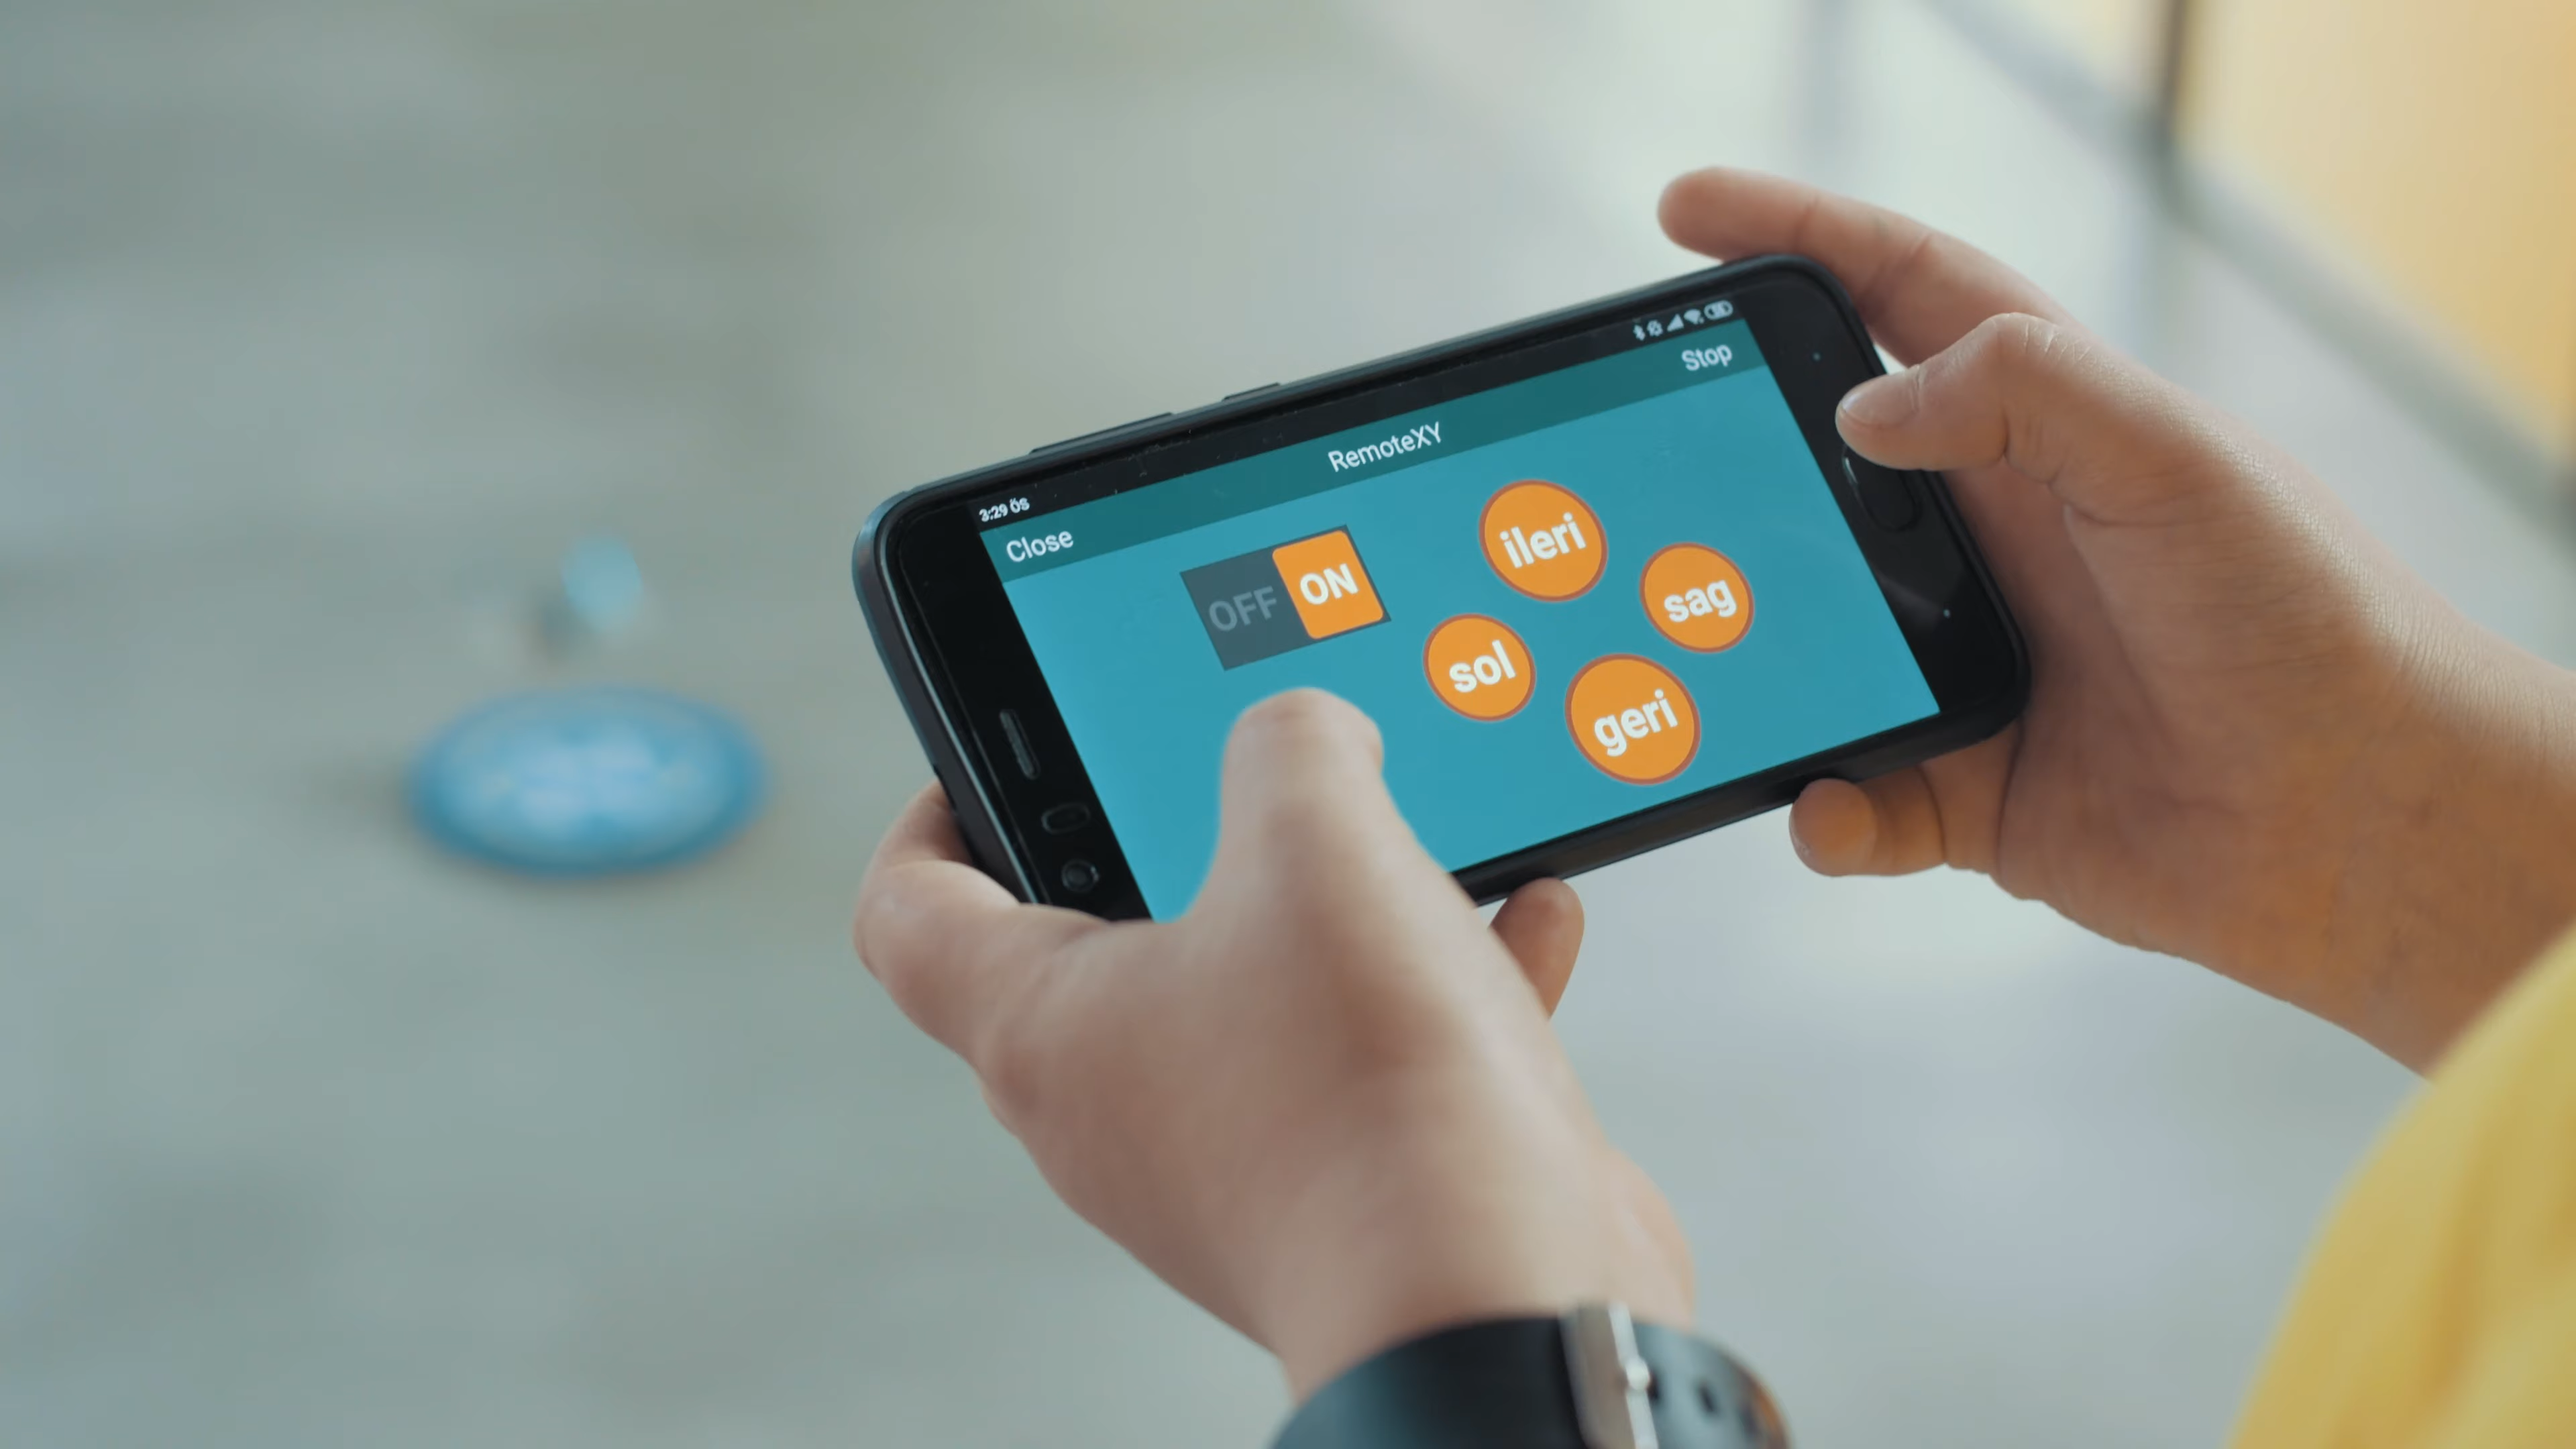 3:29 ÖS
Close
RemoteXY
Stop
OFF
ON
ileri
sol
sag
geri